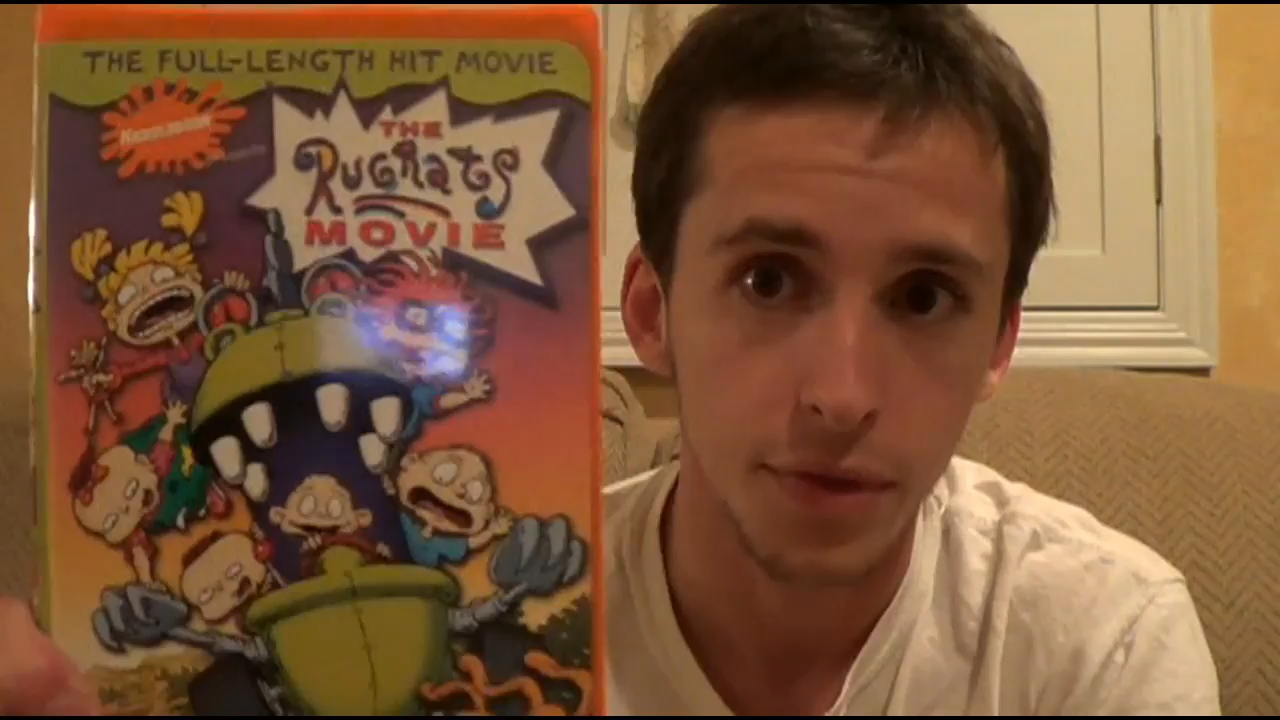 THE FULL-LENGTH HIT MOVIE
NICKELODEON
THE
RUGRATS
MOVIE